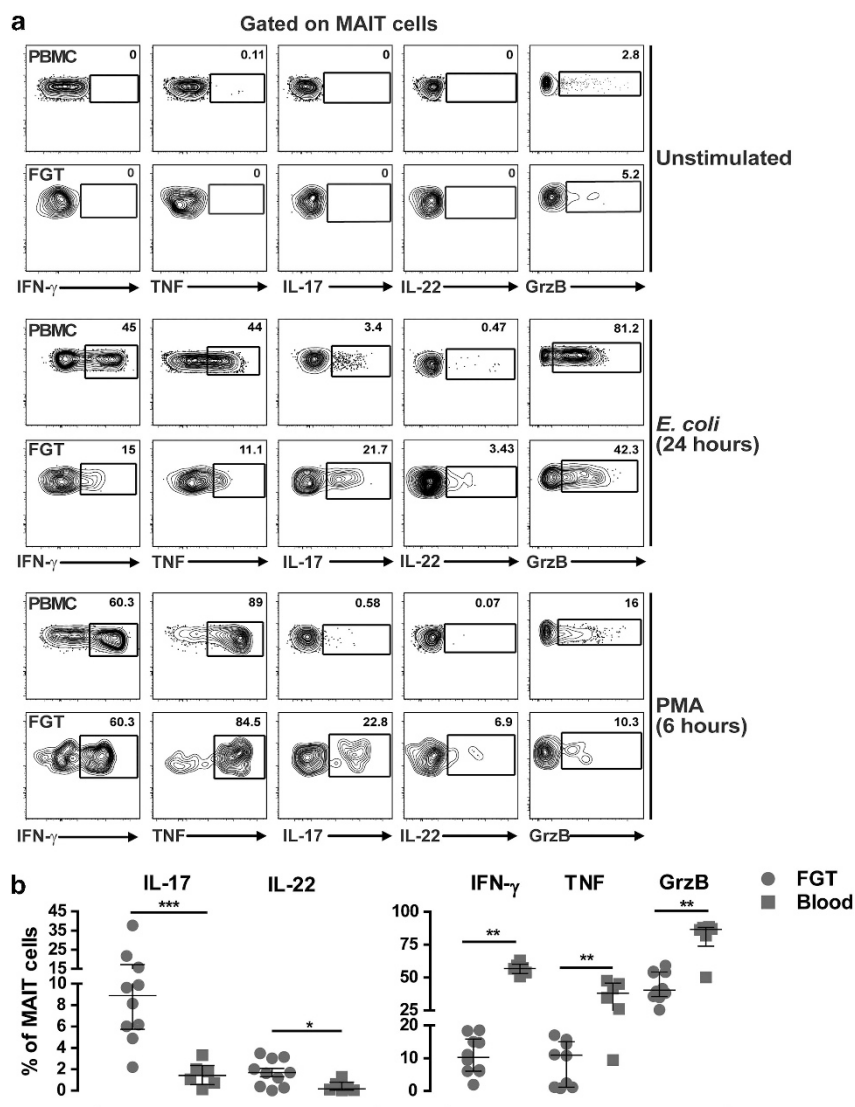 a
Gated on MAIT cells
PBMC 0 0.11 0 0 2.8
FGT 0 0 0 0 5.2
IFN-γ TNF IL-17 IL-22 GrzB
Unstimulated
PBMC 45 44 3.4 0.47 81.2
FGT 15 11.1 21.7 3.43 42.3
IFN-γ TNF IL-17 IL-22 GrzB
E. coli
(24 hours)
PBMC 60.3 89 0.58 0.07 16
FGT 60.3 84.5 22.8 6.9 10.3
IFN-γ TNF IL-17 IL-22 GrzB
PMA
(6 hours)
b
IL-17 IL-22
% of MAIT cells
45
35
25
15
10
8
6
4
2
0
***
*
IFN-γ TNF GrzB
100
75
50
25
20
10
0
**
**
**
FGT
Blood